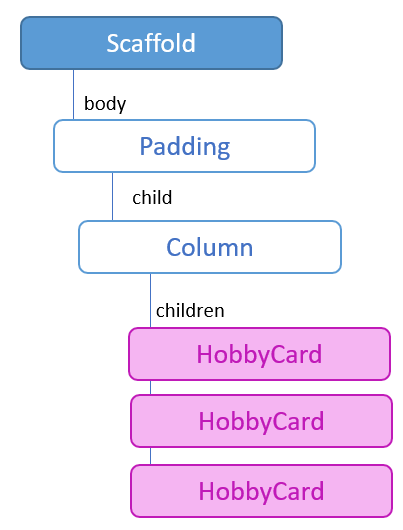 Scaffold
body
Padding
child
Column
children
HobbyCard
HobbyCard
HobbyCard